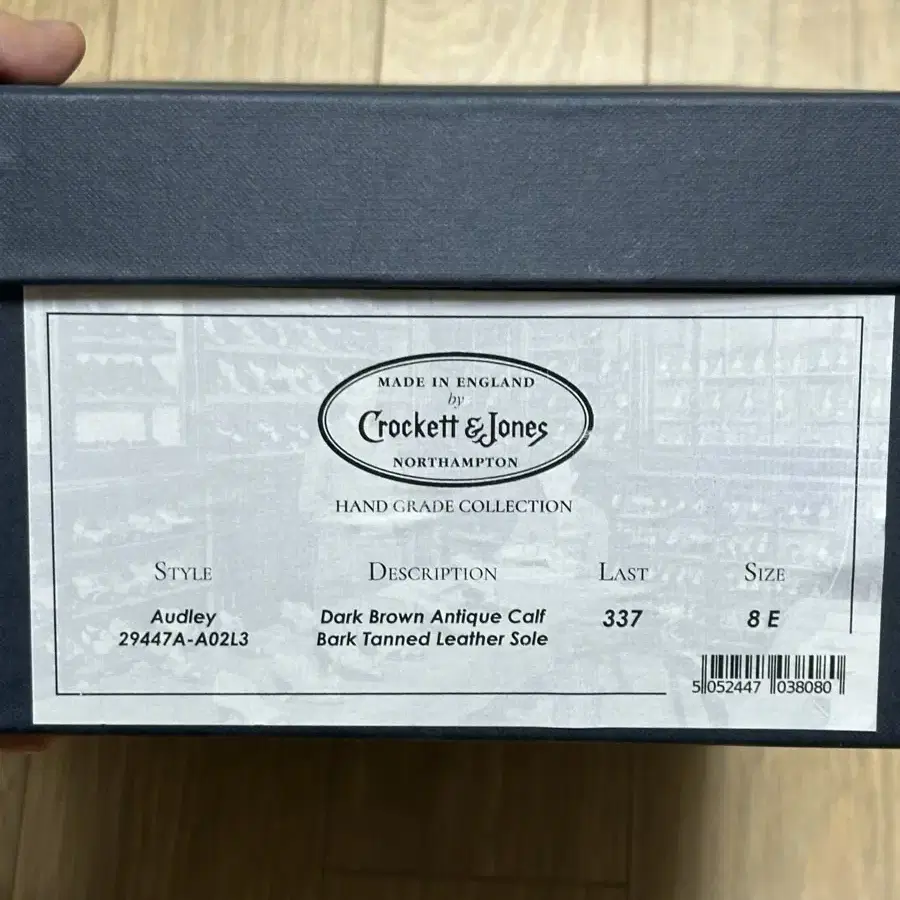 MADE IN ENGLAND
by
Crockett & Jones
NORTHAMPTON
HAND GRADE COLLECTION
STYLE DESCRIPTION LAST SIZE
Audley Dark Brown Antique Calf 337 8 E
29447A-A02L3 Bark Tanned Leather Sole
5 052447 038080